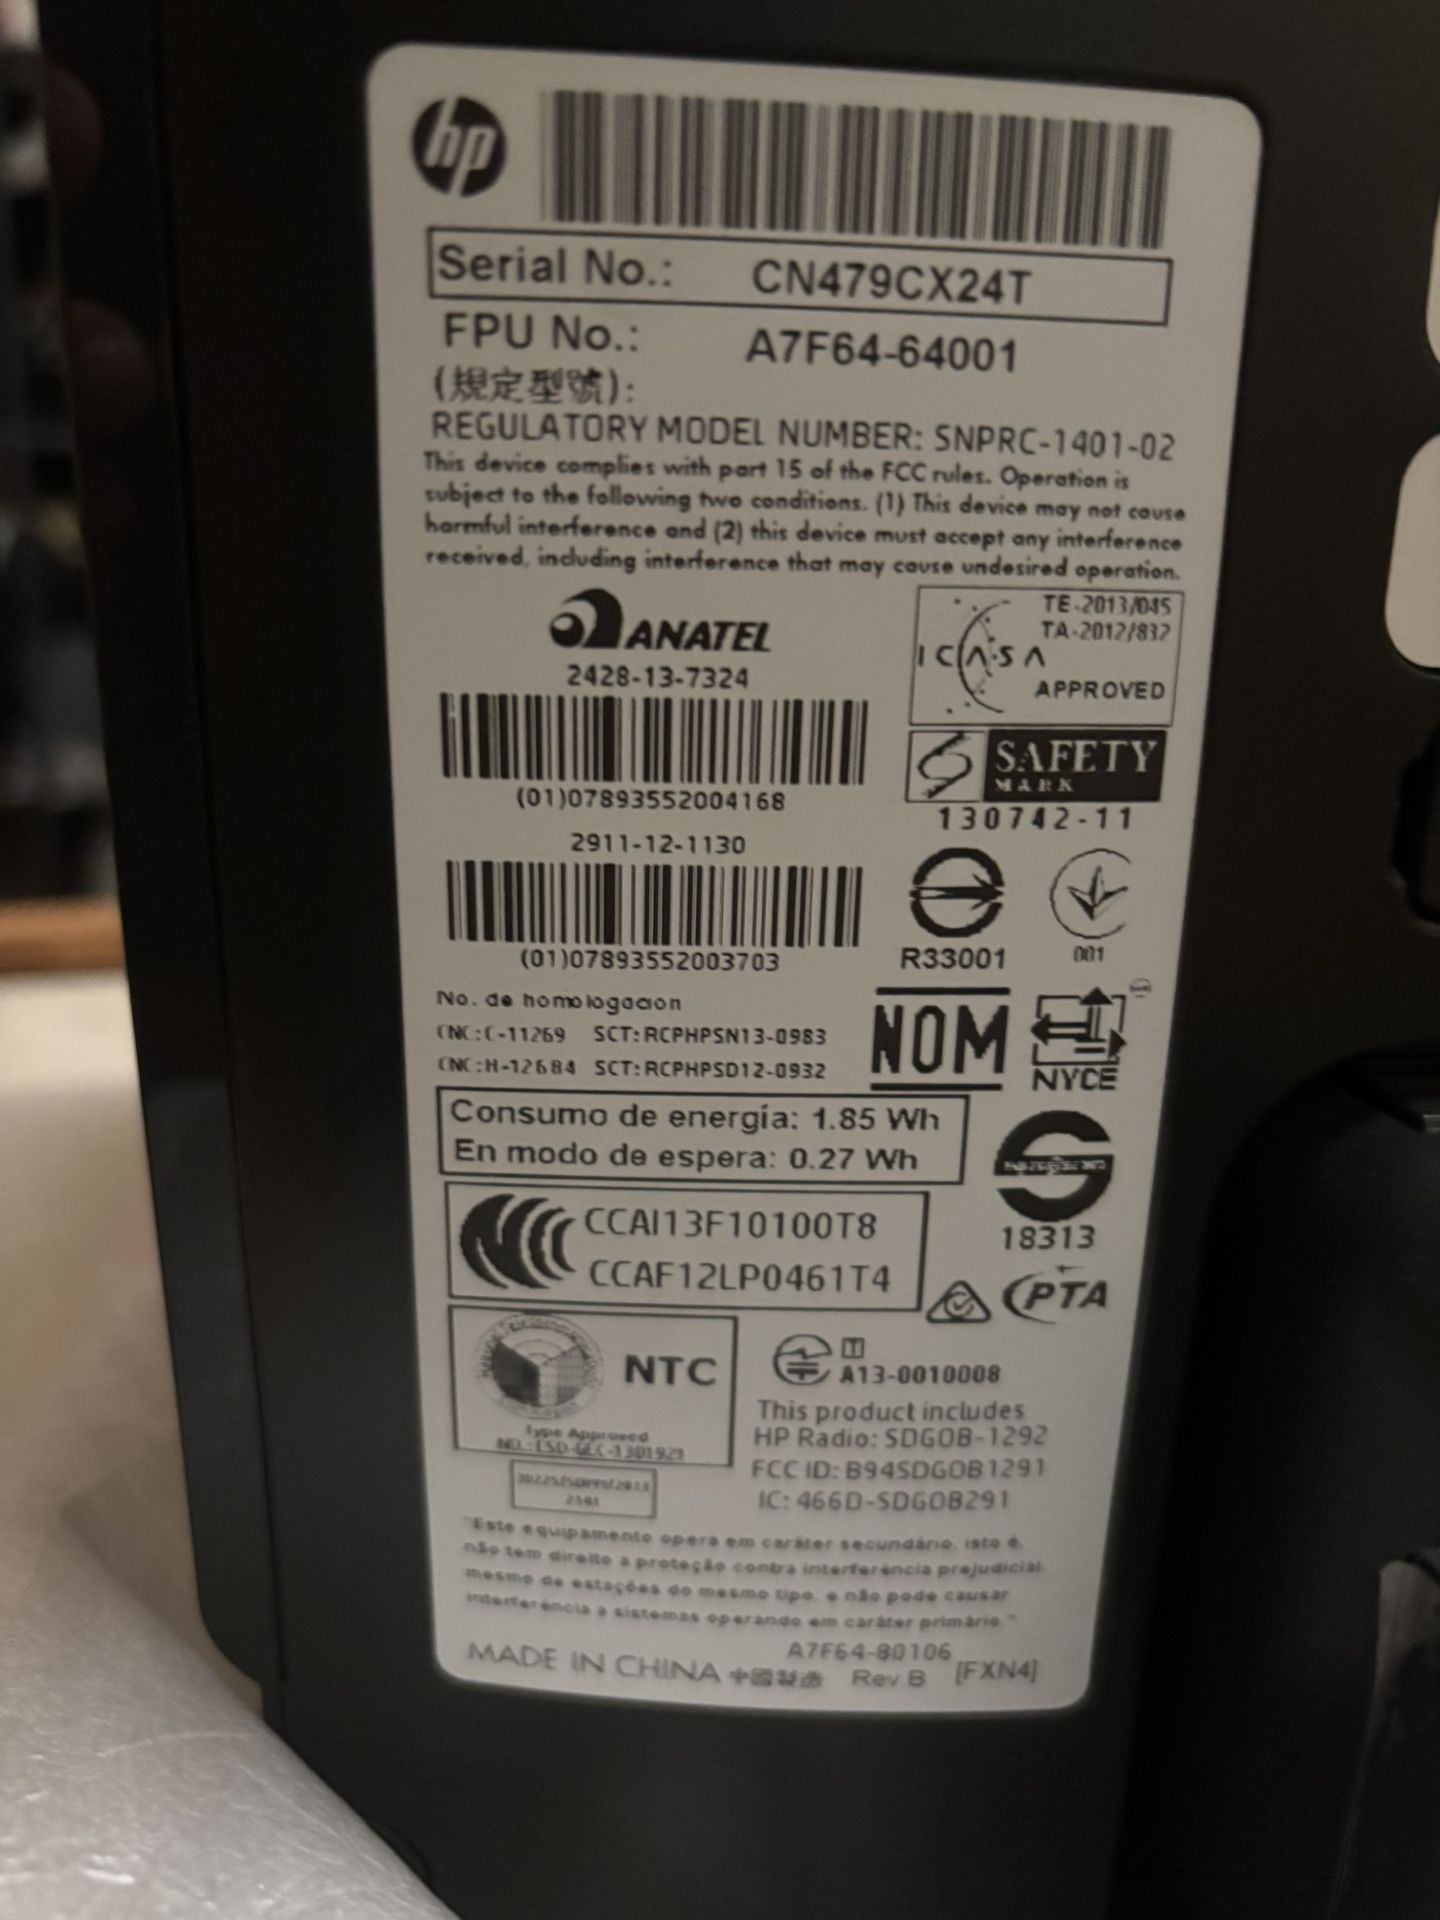 hp
Serial No.: CN479CX24T
FPU No.: A7F64-64001
(規定型號):
REGULATORY MODEL NUMBER: SNPRC-1401-02
This device complies with part 15 of the FCC rules. Operation is
subject to the following two conditions. (1) This device may not cause
harmful interference and (2) this device must accept any interference
received, including interference that may cause undesired operation.
ANATEL
2428-13-7324
(01)07893552004168
2911-12-1130
(01)07893552003703
TE-2013/045
TA-2012/832
ICASA
APPROVED
SAFETY
MARK
130742-11
R33001
001
No. de homologacion
CNC:C-11269 SCT:RCPHPSN13-0983
CNC:H-12684 SCT:RCPHPSD12-0932
NOM
NYCE
Consumo de energía: 1.85 Wh
En modo de espera: 0.27 Wh
18313
CCAI13F10100T8
CCAF12LP0461T4
PTA
NTC
Type Approved
NO.: ESD-GEC-1301921
T
A13-0010008
This product includes
HP Radio: SDGOB-1292
FCC ID: B94SDGOB1291
IC: 466D-SDGOB291
"Este equipamento opera em caráter secundário, isto é,
não tem direito a proteção contra interferência prejudicial,
mesmo de estações do mesmo tipo, e não pode causar
interferência a sistemas operando em caráter primário."
A7F64-80106
MADE IN CHINA 中國製造 Rev B [FXN4]